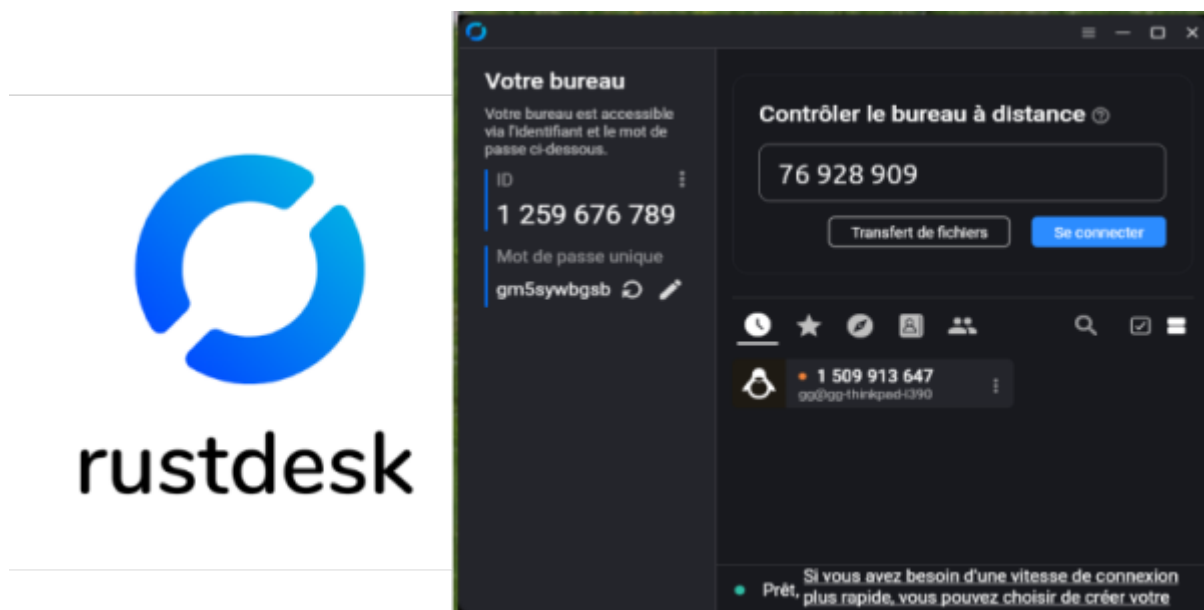 rustdesk
Votre bureau
Votre bureau est accessible
via l'identifiant et le mot de
passe ci-dessous.
ID
1 259 676 789
Mot de passe unique
gm5sywbgsb
Contrôler le bureau à distance
76 928 909
Transfert de fichiers
Se connecter
1 509 913 647
gg@gg-thinkpad-l390
Prêt, Si vous avez besoin d'une vitesse de connexion
plus rapide, vous pouvez choisir de créer votre